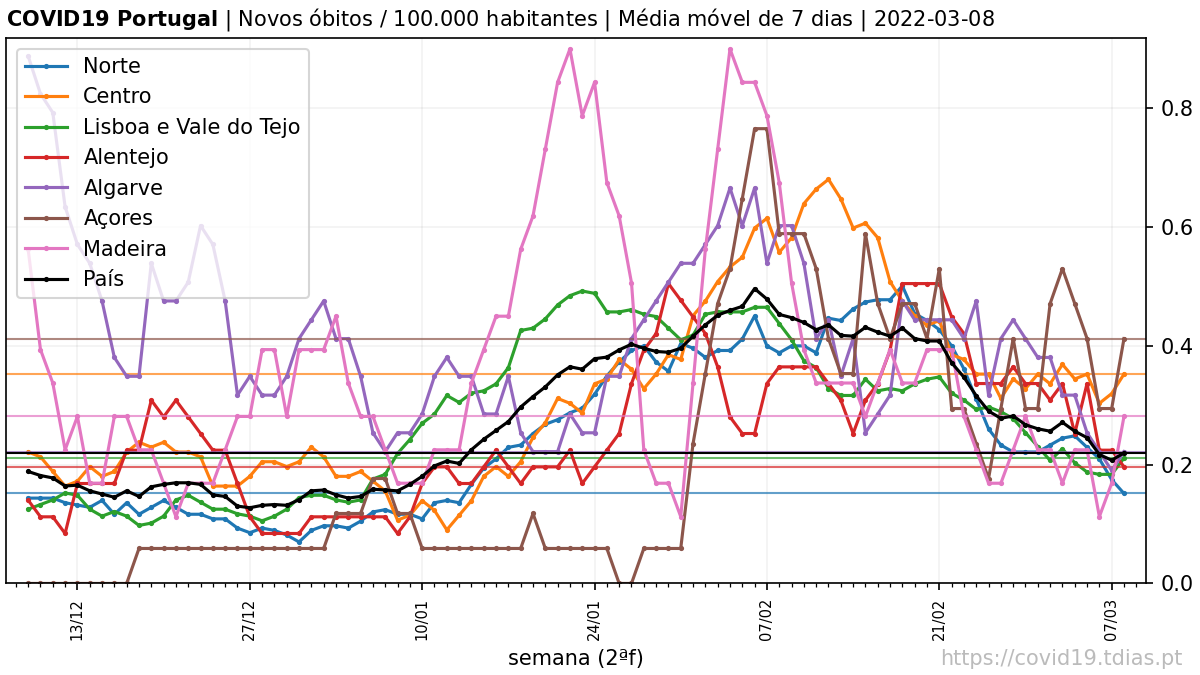 COVID19 Portugal | Novos óbitos / 100.000 habitantes | Média móvel de 7 dias | 2022-03-08
Norte
Centro
Lisboa e Vale do Tejo
Alentejo
Algarve
Açores
Madeira
País
0.8
0.6
0.4
0.2
0.0
13/12
27/12
10/01
24/01
07/02
21/02
07/03
semana (2ªf)
https://covid19.tdias.pt